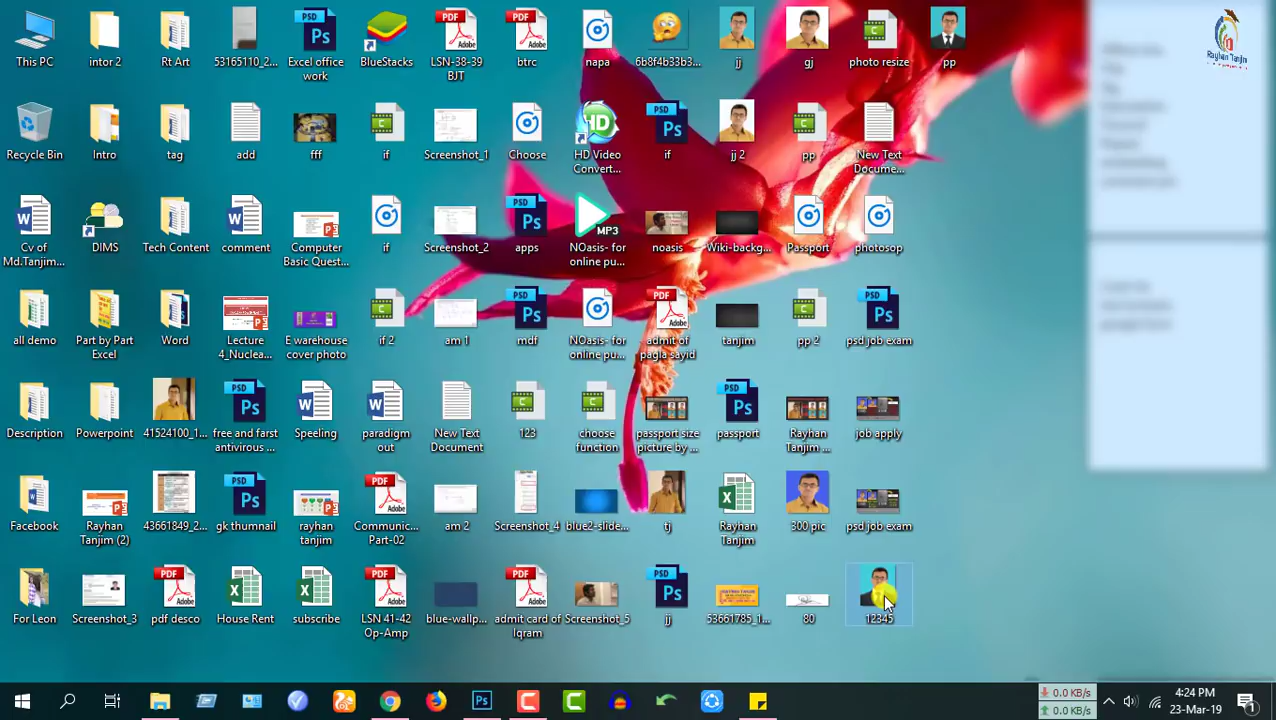 This PC
intor 2
Rt Art
53165110_2...
Excel office
work
BlueStacks
LSN-38-39
BJT
btrc
napa
6b8f4b33b3...
jj
gj
photo resize
pp
Rayhan Tanjin
Recycle Bin
Intro
tag
add
fff
if
Screenshot_1
Choose
HD Video
Convert...
if
jj 2
pp
New Text
Docume...
Cv of
Md.Tanjim...
DIMS
Tech Content
comment
Computer
Basic Quest...
if
Screenshot_2
apps
MP3
NOasis- for
online pu...
noasis
Wiki-backg...
Passport
photosop
all demo
Part by Part
Excel
Word
Lecture
4_Nuclea...
E warehouse
cover photo
if 2
am 1
mdf
NOasis- for
online pu...
admit of
pagla sayid
tanjim
pp 2
psd job exam
Description
Powerpoint
41524100_1...
free and farst
antivirous ...
Speeling
paradigm
out
New Text
Document
123
choose
function
passport size
picture by ...
passport
Rayhan
Tanjim ...
job apply
Facebook
Rayhan
Tanjim (2)
43661849_2...
gk thumnail
rayhan
tanjim
Communic...
Part-02
am 2
Screenshot_4
blue2-slide...
tj
Rayhan
Tanjim
300 pic
psd job exam
For Lesn
Screenshot_3
pdf desco
House Rent
subscribe
LSN 41-42
Op-Amp
blue-wallp...
admit card of
Iqram
Screenshot_5
jj
53661785_1...
80
12345
0.0 KB/s
0.0 KB/s
4:24 PM
23-Mar-19
1